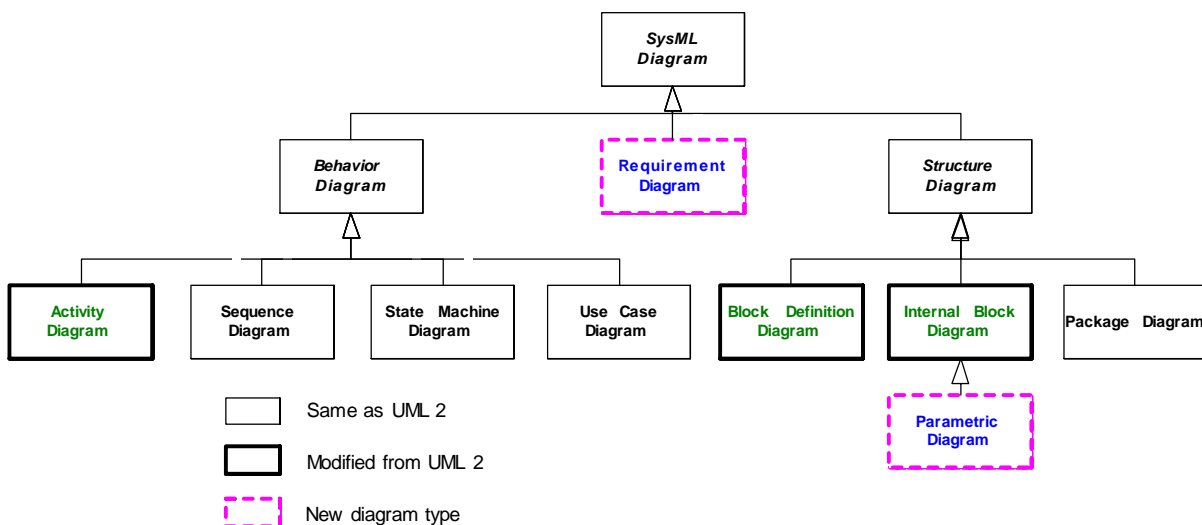 SysML
Diagram
Behavior
Diagram
Requirement
Diagram
Structure
Diagram
Activity
Diagram
Sequence
Diagram
State Machine
Diagram
Use Case
Diagram
Block Definition
Diagram
Internal Block
Diagram
Package Diagram
Parametric
Diagram
Same as UML 2
Modified from UML 2
New diagram type